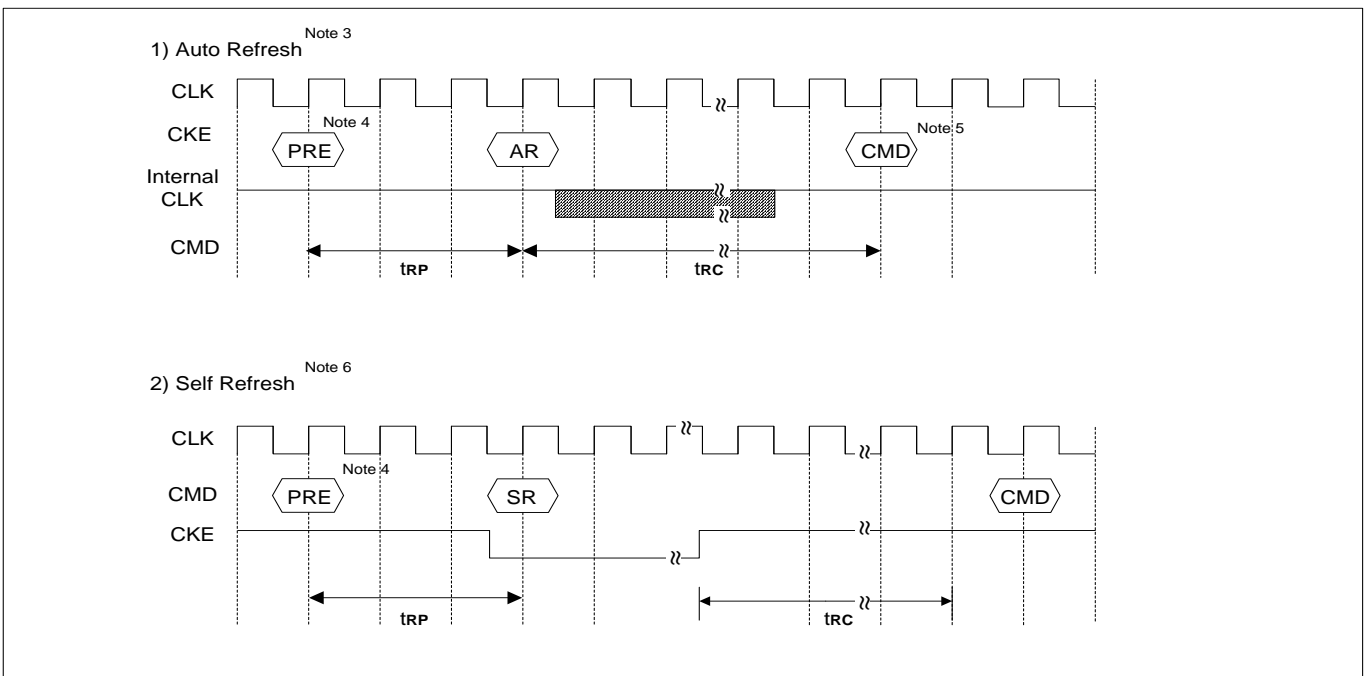 1) Auto Refresh Note 3
CLK
CKE
Note 4
Note 5
PRE
AR
CMD
Internal
CLK
CMD
tRP
tRC
2) Self Refresh Note 6
CLK
Note 4
CMD
PRE
SR
CMD
CKE
tRP
tRC